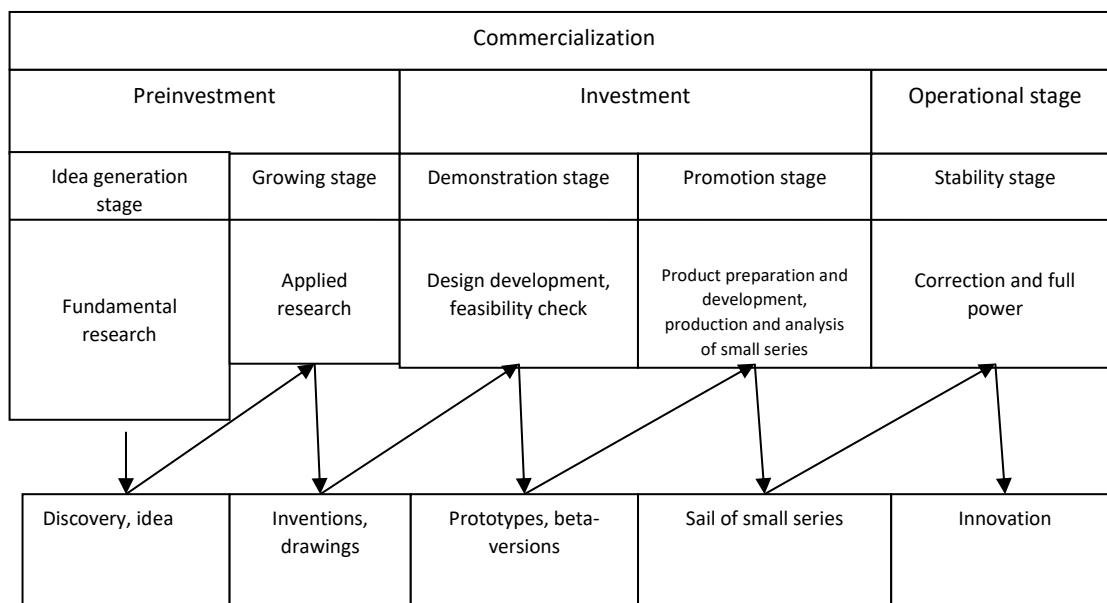 Commercialization
Preinvestment
Investment
Operational stage
Idea generation
stage
Growing stage
Demonstration stage
Promotion stage
Stability stage
Fundamental
research
Applied
research
Design development,
feasibility check
Product preparation and
development,
production and analysis
of small series
Correction and full
power
Discovery, idea
Inventions,
drawings
Prototypes, beta-
versions
Sail of small series
Innovation